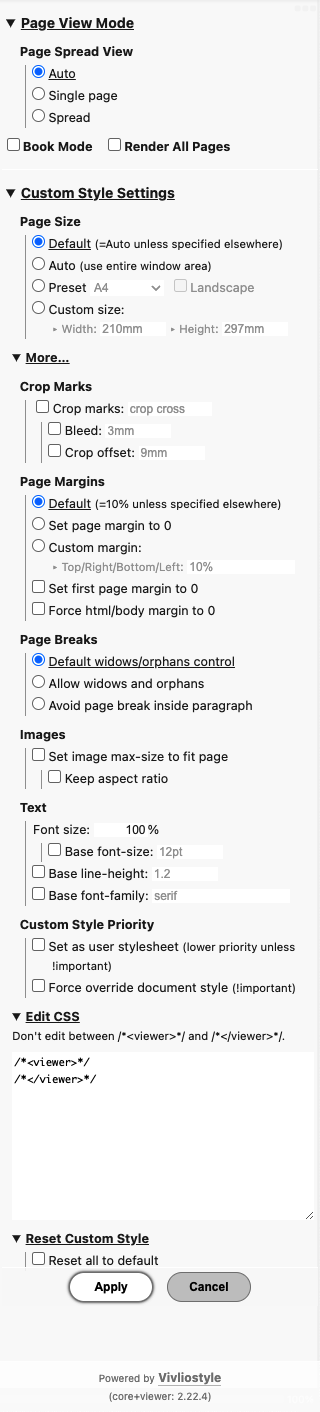 ▼ Page View Mode
Page Spread View
Auto
Single page
Spread
Book Mode Render All Pages
▼ Custom Style Settings
Page Size
Default (=Auto unless specified elsewhere)
Auto (use entire window area)
Preset A4 Landscape
Custom size:
▸ Width: 210mm ▸ Height: 297mm
▼ More...
Crop Marks
Crop marks: crop cross
Bleed: 3mm
Crop offset: 9mm
Page Margins
Default (=10% unless specified elsewhere)
Set page margin to 0
Custom margin:
▸ Top/Right/Bottom/Left: 10%
Set first page margin to 0
Force html/body margin to 0
Page Breaks
Default widows/orphans control
Allow widows and orphans
Avoid page break inside paragraph
Images
Set image max-size to fit page
Keep aspect ratio
Text
Font size: 100 %
Base font-size: 12pt
Base line-height: 1.2
Base font-family: serif
Custom Style Priority
Set as user stylesheet (lower priority unless
!important)
Force override document style (!important)
▼ Edit CSS
Don't edit between /*<viewer>*/ and /*</viewer>*/.
/*<viewer>*/
/*</viewer>*/
▼ Reset Custom Style
Reset all to default
Apply Cancel
Powered by Vivliostyle
(core+viewer: 2.22.4)